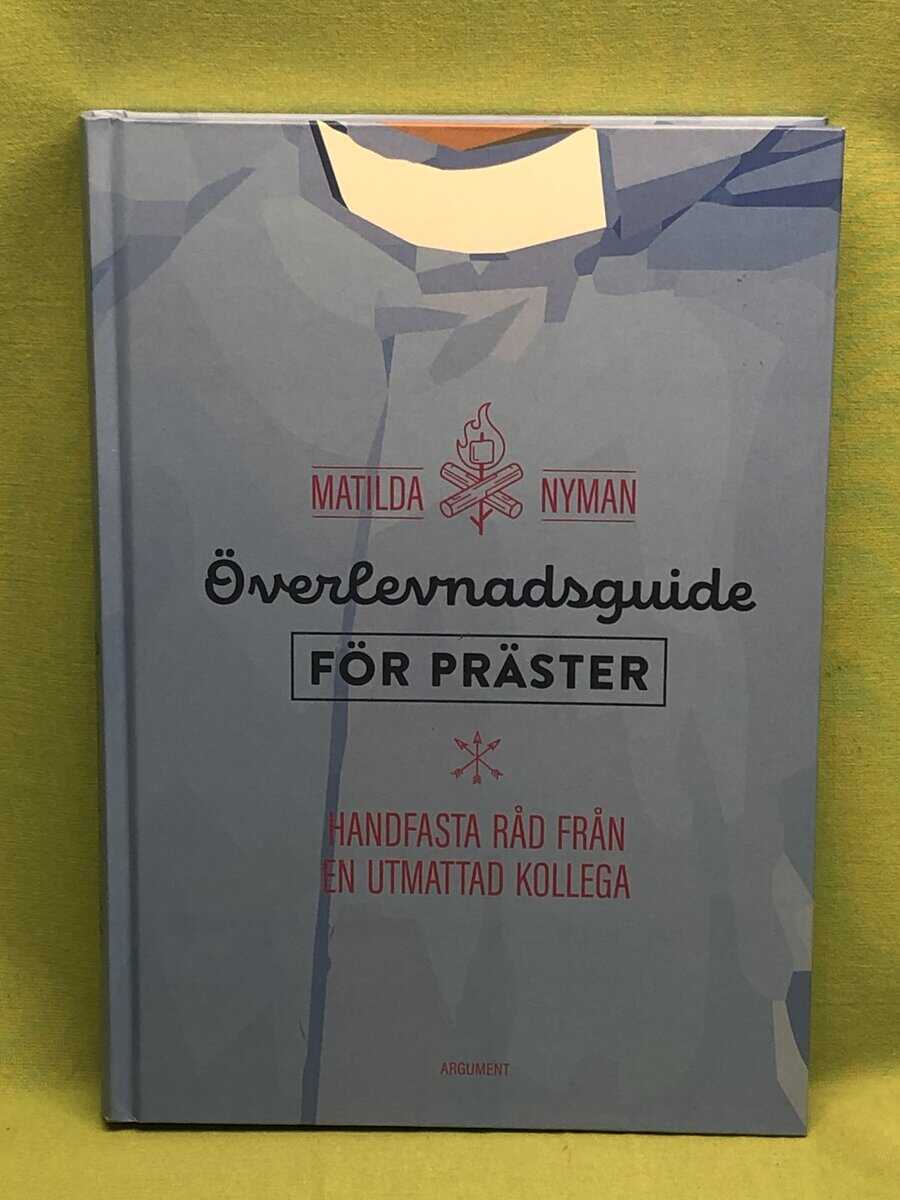 MATILDA NYMAN
Överlevnadsguide
FÖR PRÄSTER
HANDFASTA RÅD FRÅN
EN UTMATTAD KOLLEGA
ARGUMENT